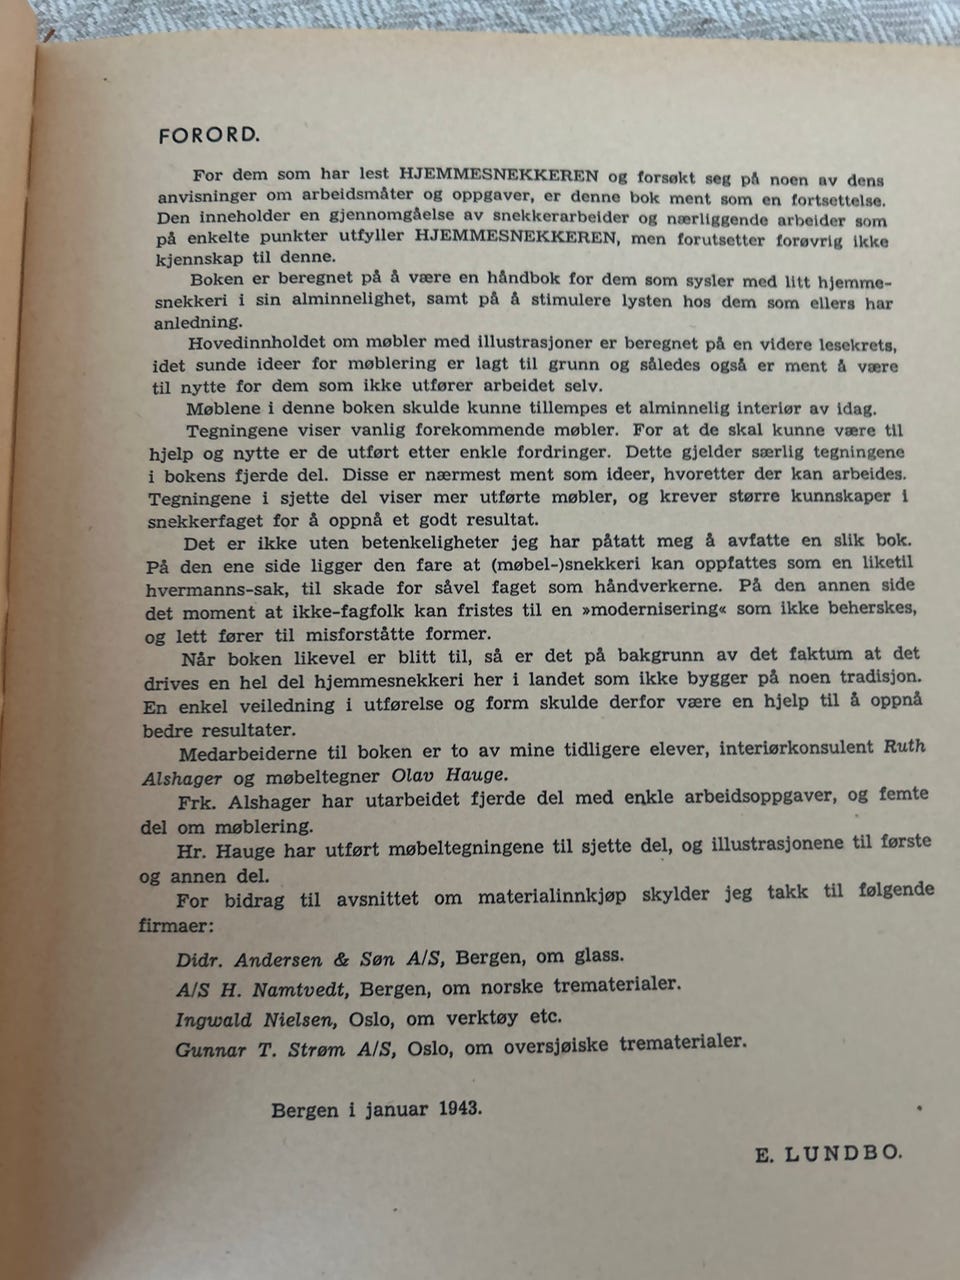 FORORD.
For dem som har lest HJEMMESNEKKEREN og forsøkt seg på noen av dens
anvisninger om arbeidsmåter og oppgaver, er denne bok ment som en fortsettelse.
Den inneholder en gjennomgåelse av snekkerarbeider og nærliggende arbeider som
på enkelte punkter utfyller HJEMMESNEKKEREN, men forutsetter forøvrig ikke
kjennskap til denne.
Boken er beregnet på å være en håndbok for dem som sysler med litt hjemme-
snekkeri i sin alminnelighet, samt på å stimulere lysten hos dem som ellers har
anledning.
Hovedinnholdet om møbler med illustrasjoner er beregnet på en videre lesekrets,
idet sunde ideer for møblering er lagt til grunn og således også er ment å være
til nytte for dem som ikke utfører arbeidet selv.
Møblene i denne boken skulde kunne tillempes et alminnelig interiør av idag.
Tegningene viser vanlig forekommende møbler. For at de skal kunne være til
hjelp og nytte er de utført etter enkle fordringer. Dette gjelder særlig tegningene
i bokens fjerde del. Disse er nærmest ment som ideer, hvoretter der kan arbeides.
Tegningene i sjette del viser mer utførte møbler, og krever større kunnskaper i
snekkerfaget for å oppnå et godt resultat.
Det er ikke uten betenkeligheter jeg har påtatt meg å avfatte en slik bok.
På den ene side ligger den fare at (møbel-)snekkeri kan oppfattes som en liketil
hvermanns-sak, til skade for såvel faget som håndverkerne. På den annen side
det moment at ikke-fagfolk kan fristes til en »modernisering« som ikke beherskes,
og lett fører til misforståtte former.
Når boken likevel er blitt til, så er det på bakgrunn av det faktum at det
drives en hel del hjemmesnekkeri her i landet som ikke bygger på noen tradisjon.
En enkel veiledning i utførelse og form skulde derfor være en hjelp til å oppnå
bedre resultater.
Medarbeiderne til boken er to av mine tidligere elever, interiørkonsulent Ruth
Alshager og møbeltegner Olav Hauge.
Frk. Alshager har utarbeidet fjerde del med enkle arbeidsoppgaver, og femte
del om møblering.
Hr. Hauge har utført møbeltegningene til sjette del, og illustrasjonene til første
og annen del.
For bidrag til avsnittet om materialinnkjøp skylder jeg takk til følgende
firmaer:
Didr. Andersen & Søn A/S, Bergen, om glass.
A/S H. Namtvedt, Bergen, om norske trematerialer.
Ingwald Nielsen, Oslo, om verktøy etc.
Gunnar T. Strøm A/S, Oslo, om oversjøiske trematerialer.
Bergen i januar 1943.
E. LUNDBO.